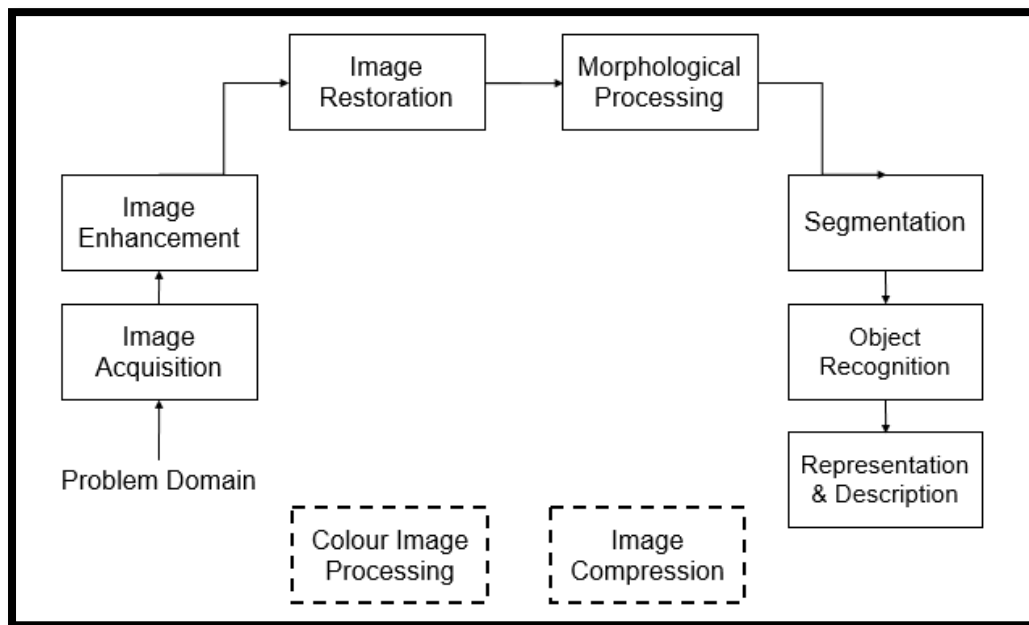 Image
Restoration
Morphological
Processing
Image
Enhancement
Segmentation
Image
Acquisition
Object
Recognition
Problem Domain
Representation
& Description
Colour Image
Processing
Image
Compression